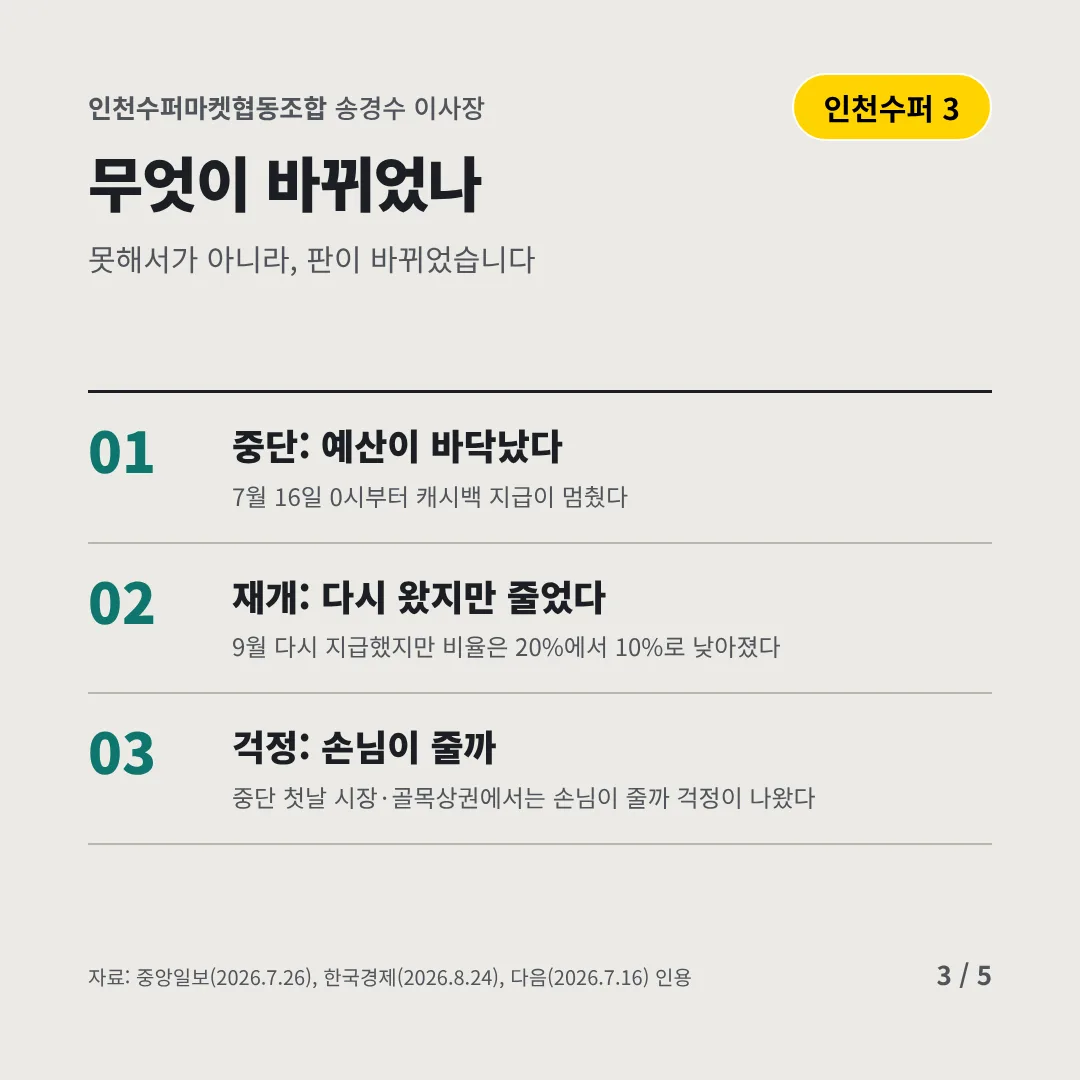 인천수퍼마켓협동조합 송경수 이사장
인천수퍼 3
무엇이 바뀌었나
못해서가 아니라, 판이 바뀌었습니다
01
중단: 예산이 바닥났다
7월 16일 0시부터 캐시백 지급이 멈췄다
02
재개: 다시 왔지만 줄었다
9월 다시 지급했지만 비율은 20%에서 10%로 낮아졌다
03
걱정: 손님이 줄까
중단 첫날 시장·골목상권에서는 손님이 줄까 걱정이 나왔다
자료: 중앙일보(2026.7.26), 한국경제(2026.8.24), 다음(2026.7.16) 인용
3 / 5